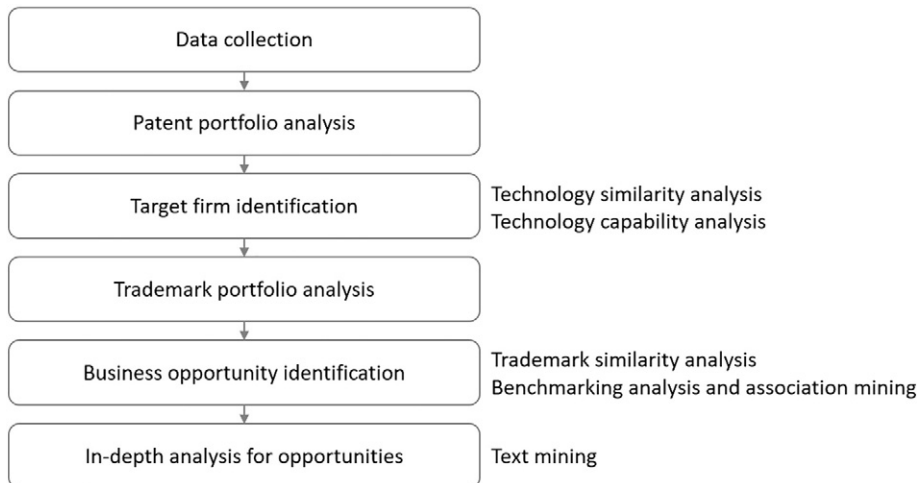 Data collection
Patent portfolio analysis
Target firm identification
Technology similarity analysis
Technology capability analysis
Trademark portfolio analysis
Business opportunity identification
Trademark similarity analysis
Benchmarking analysis and association mining
In-depth analysis for opportunities
Text mining